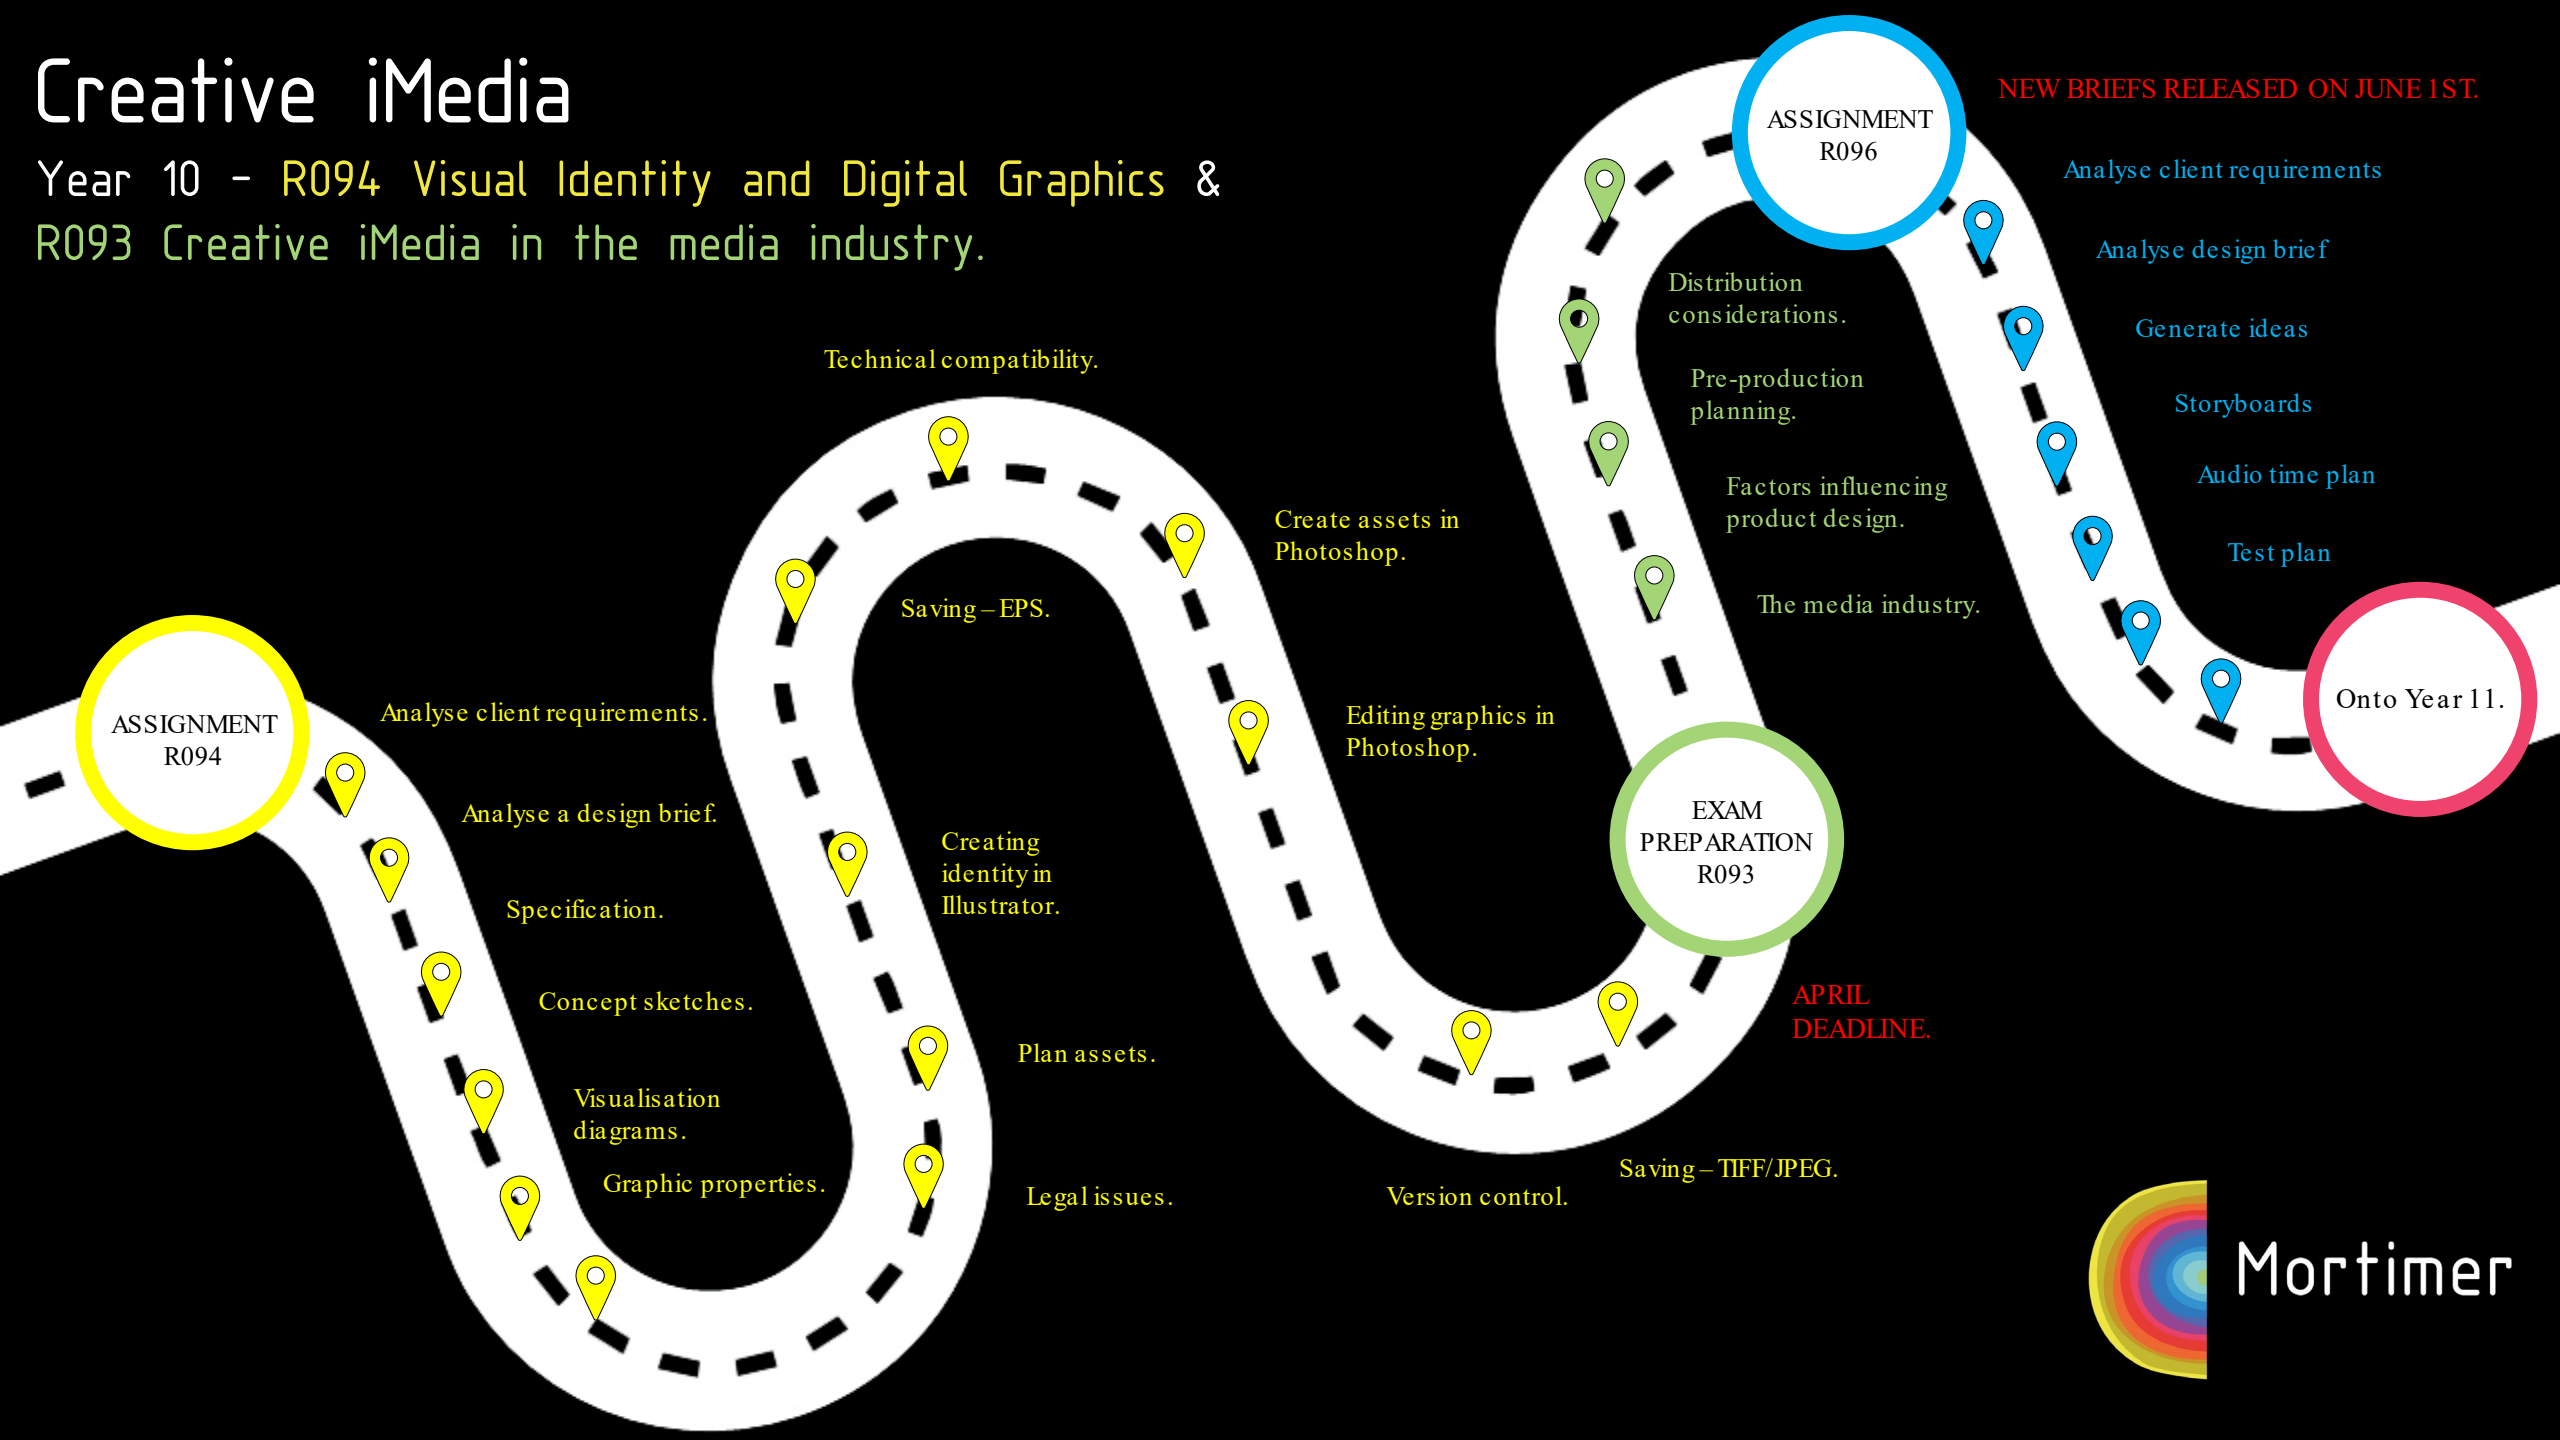 Creative iMedia
Year 10 - R094 Visual Identity and Digital Graphics &
R093 Creative iMedia in the media industry.
ASSIGNMENT
R094
Analyse client requirements.
Analyse a design brief.
Specification.
Concept sketches.
Visualisation
diagrams.
Graphic properties.
Legal issues.
Plan assets.
Creating
identity in
Illustrator.
Saving – EPS.
Technical compatibility.
Create assets in
Photoshop.
Editing graphics in
Photoshop.
Version control.
Saving – TIFF/JPEG.
APRIL
DEADLINE.
EXAM
PREPARATION
R093
The media industry.
Factors influencing
product design.
Pre-production
planning.
Distribution
considerations.
ASSIGNMENT
R096
NEW BRIEFS RELEASED ON JUNE 1ST.
Analyse client requirements
Analyse design brief
Generate ideas
Storyboards
Audio time plan
Test plan
Onto Year 11.
Mortimer